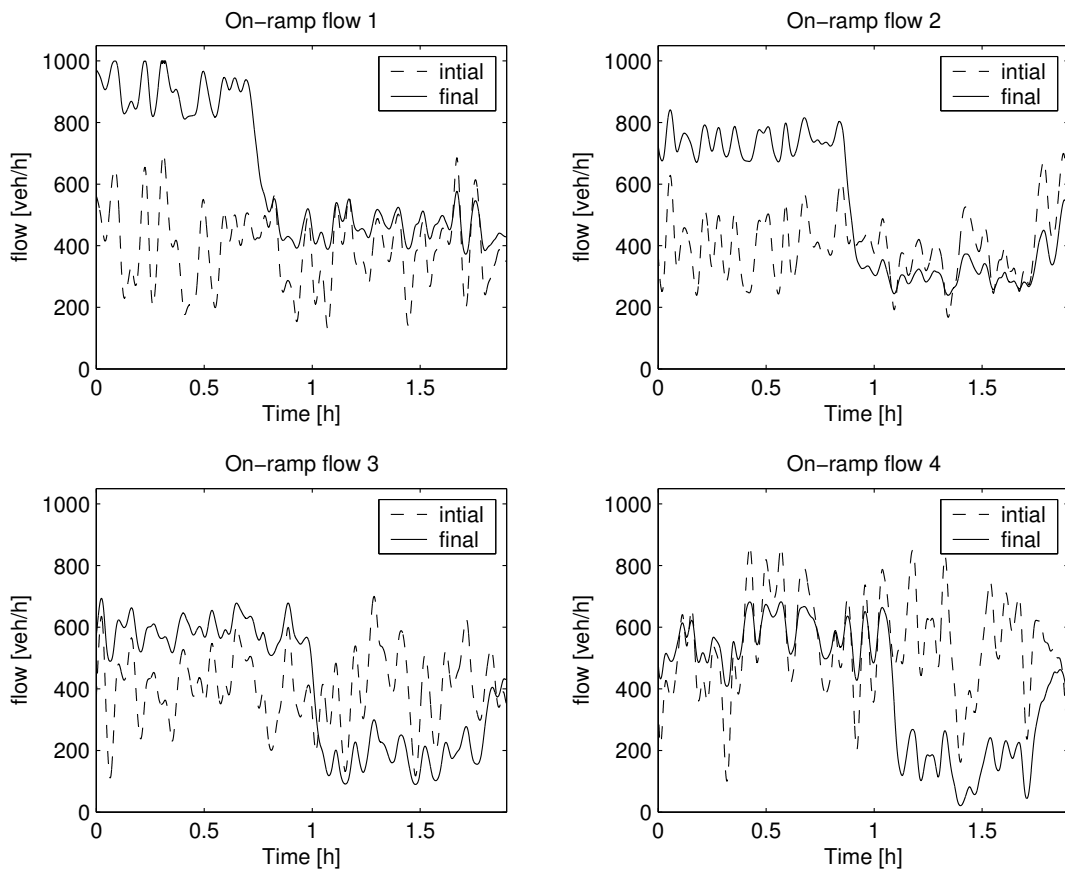 On-ramp flow 1
flow [veh/h]
1000
800
600
400
200
0
intial
final
0
0.5
1
1.5
Time [h]
On-ramp flow 2
flow [veh/h]
1000
800
600
400
200
0
intial
final
0
0.5
1
1.5
Time [h]
On-ramp flow 3
flow [veh/h]
1000
800
600
400
200
0
intial
final
0
0.5
1
1.5
Time [h]
On-ramp flow 4
flow [veh/h]
1000
800
600
400
200
0
intial
final
0
0.5
1
1.5
Time [h]